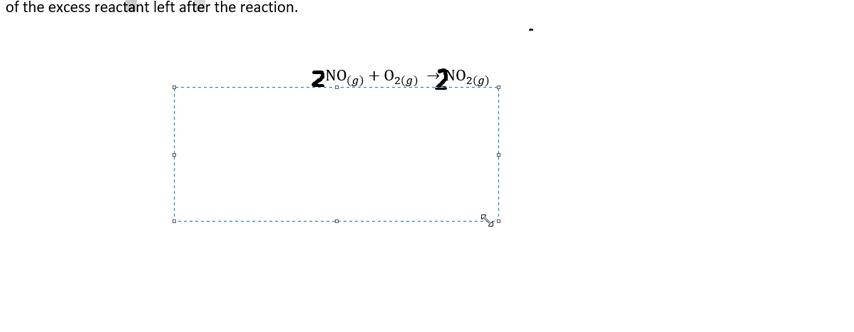 of the excess reactant left after the reaction.
2NO(g) + O2(g) →2NO2(g)